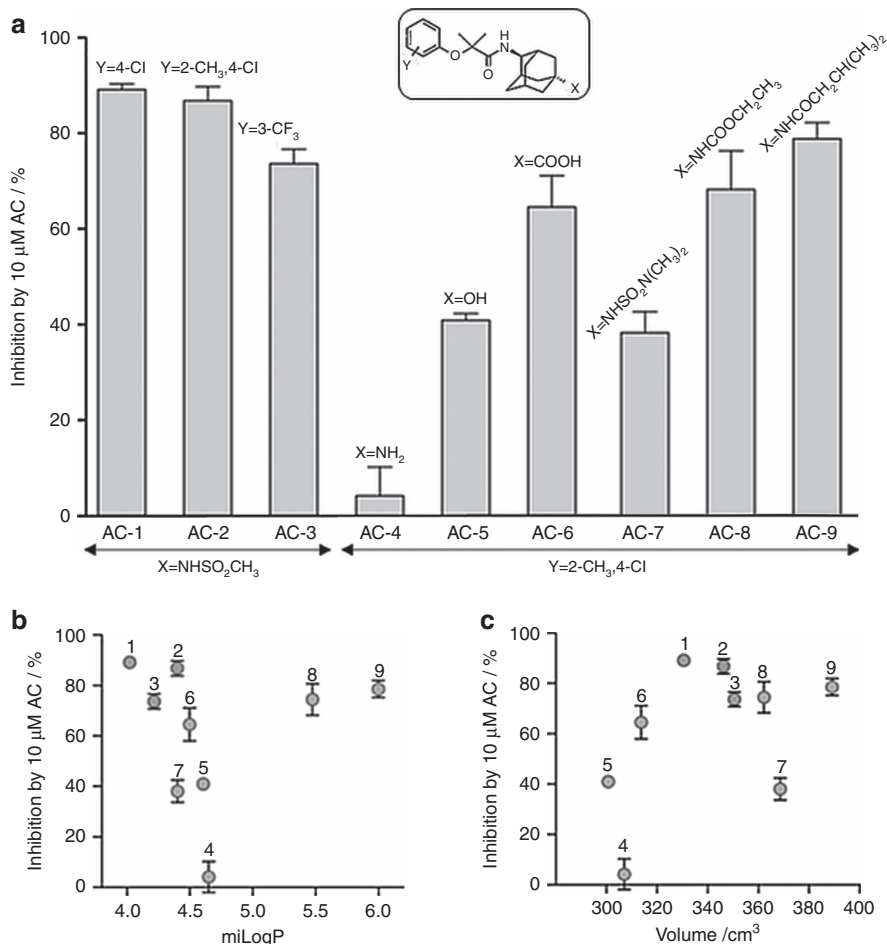 a
100
80
60
40
20
0
Inhibition by 10 μM AC / %
Y=4-Cl
Y=2-CH₃,4-Cl
Y=3-CF₃
X=NH₂
X=OH
X=COOH
X=NHSO₂N(CH₃)₂
X=NHCOOCH₂CH₃
X=NHCOCH₂CH(CH₃)₂
Y
O
O
H
N
X
AC-1 AC-2 AC-3 AC-4 AC-5 AC-6 AC-7 AC-8 AC-9
X=NHSO₂CH₃ Y=2-CH₃,4-Cl
b
100
80
60
40
20
0
Inhibition by 10 μM AC / %
1
2
3
6
7
5
4
8
9
4.0 4.5 5.0 5.5 6.0
miLogP
c
100
80
60
40
20
0
Inhibition by 10 μM AC / %
5
4
6
1
2
3
8
7
9
300 320 340 360 380 400
Volume /cm³